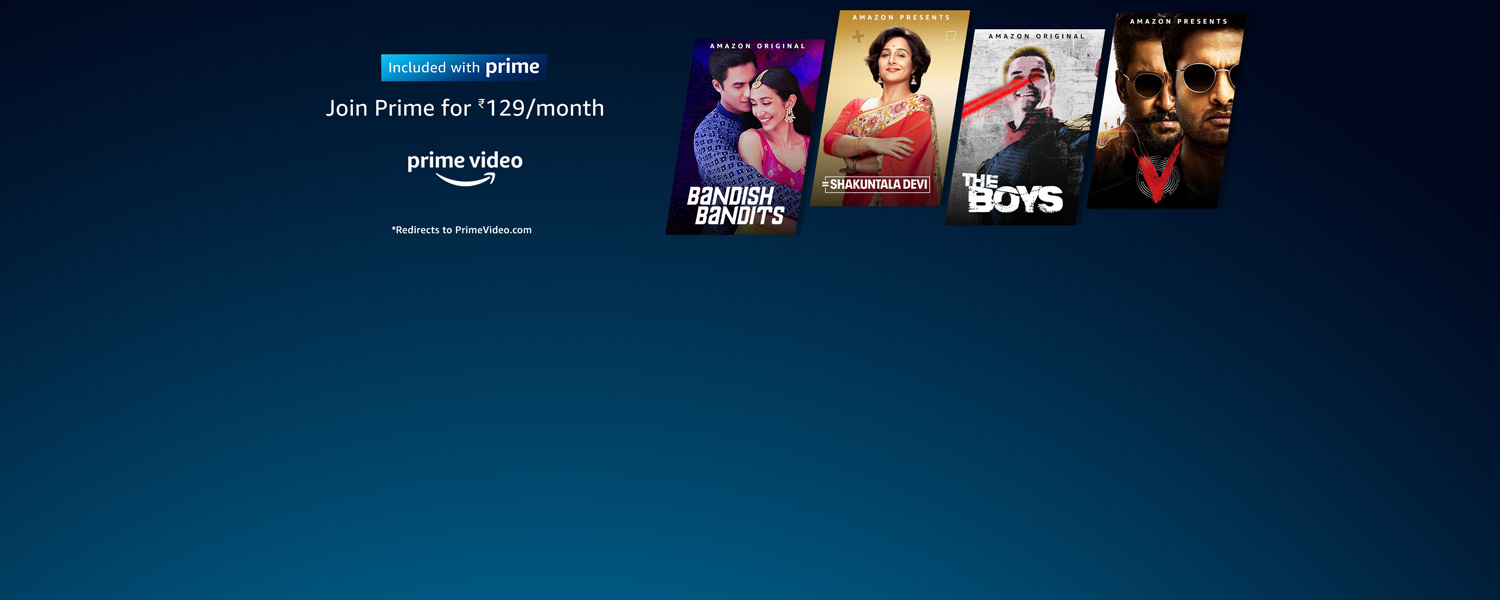 Included with prime
Join Prime for ₹129/month
prime video
*Redirects to PrimeVideo.com
AMAZON ORIGINAL
BANDISH
BANDITS
AMAZON PRESENTS
=SHAKUNTALA DEVI
AMAZON ORIGINAL
THE
BOYS
AMAZON PRESENTS
V